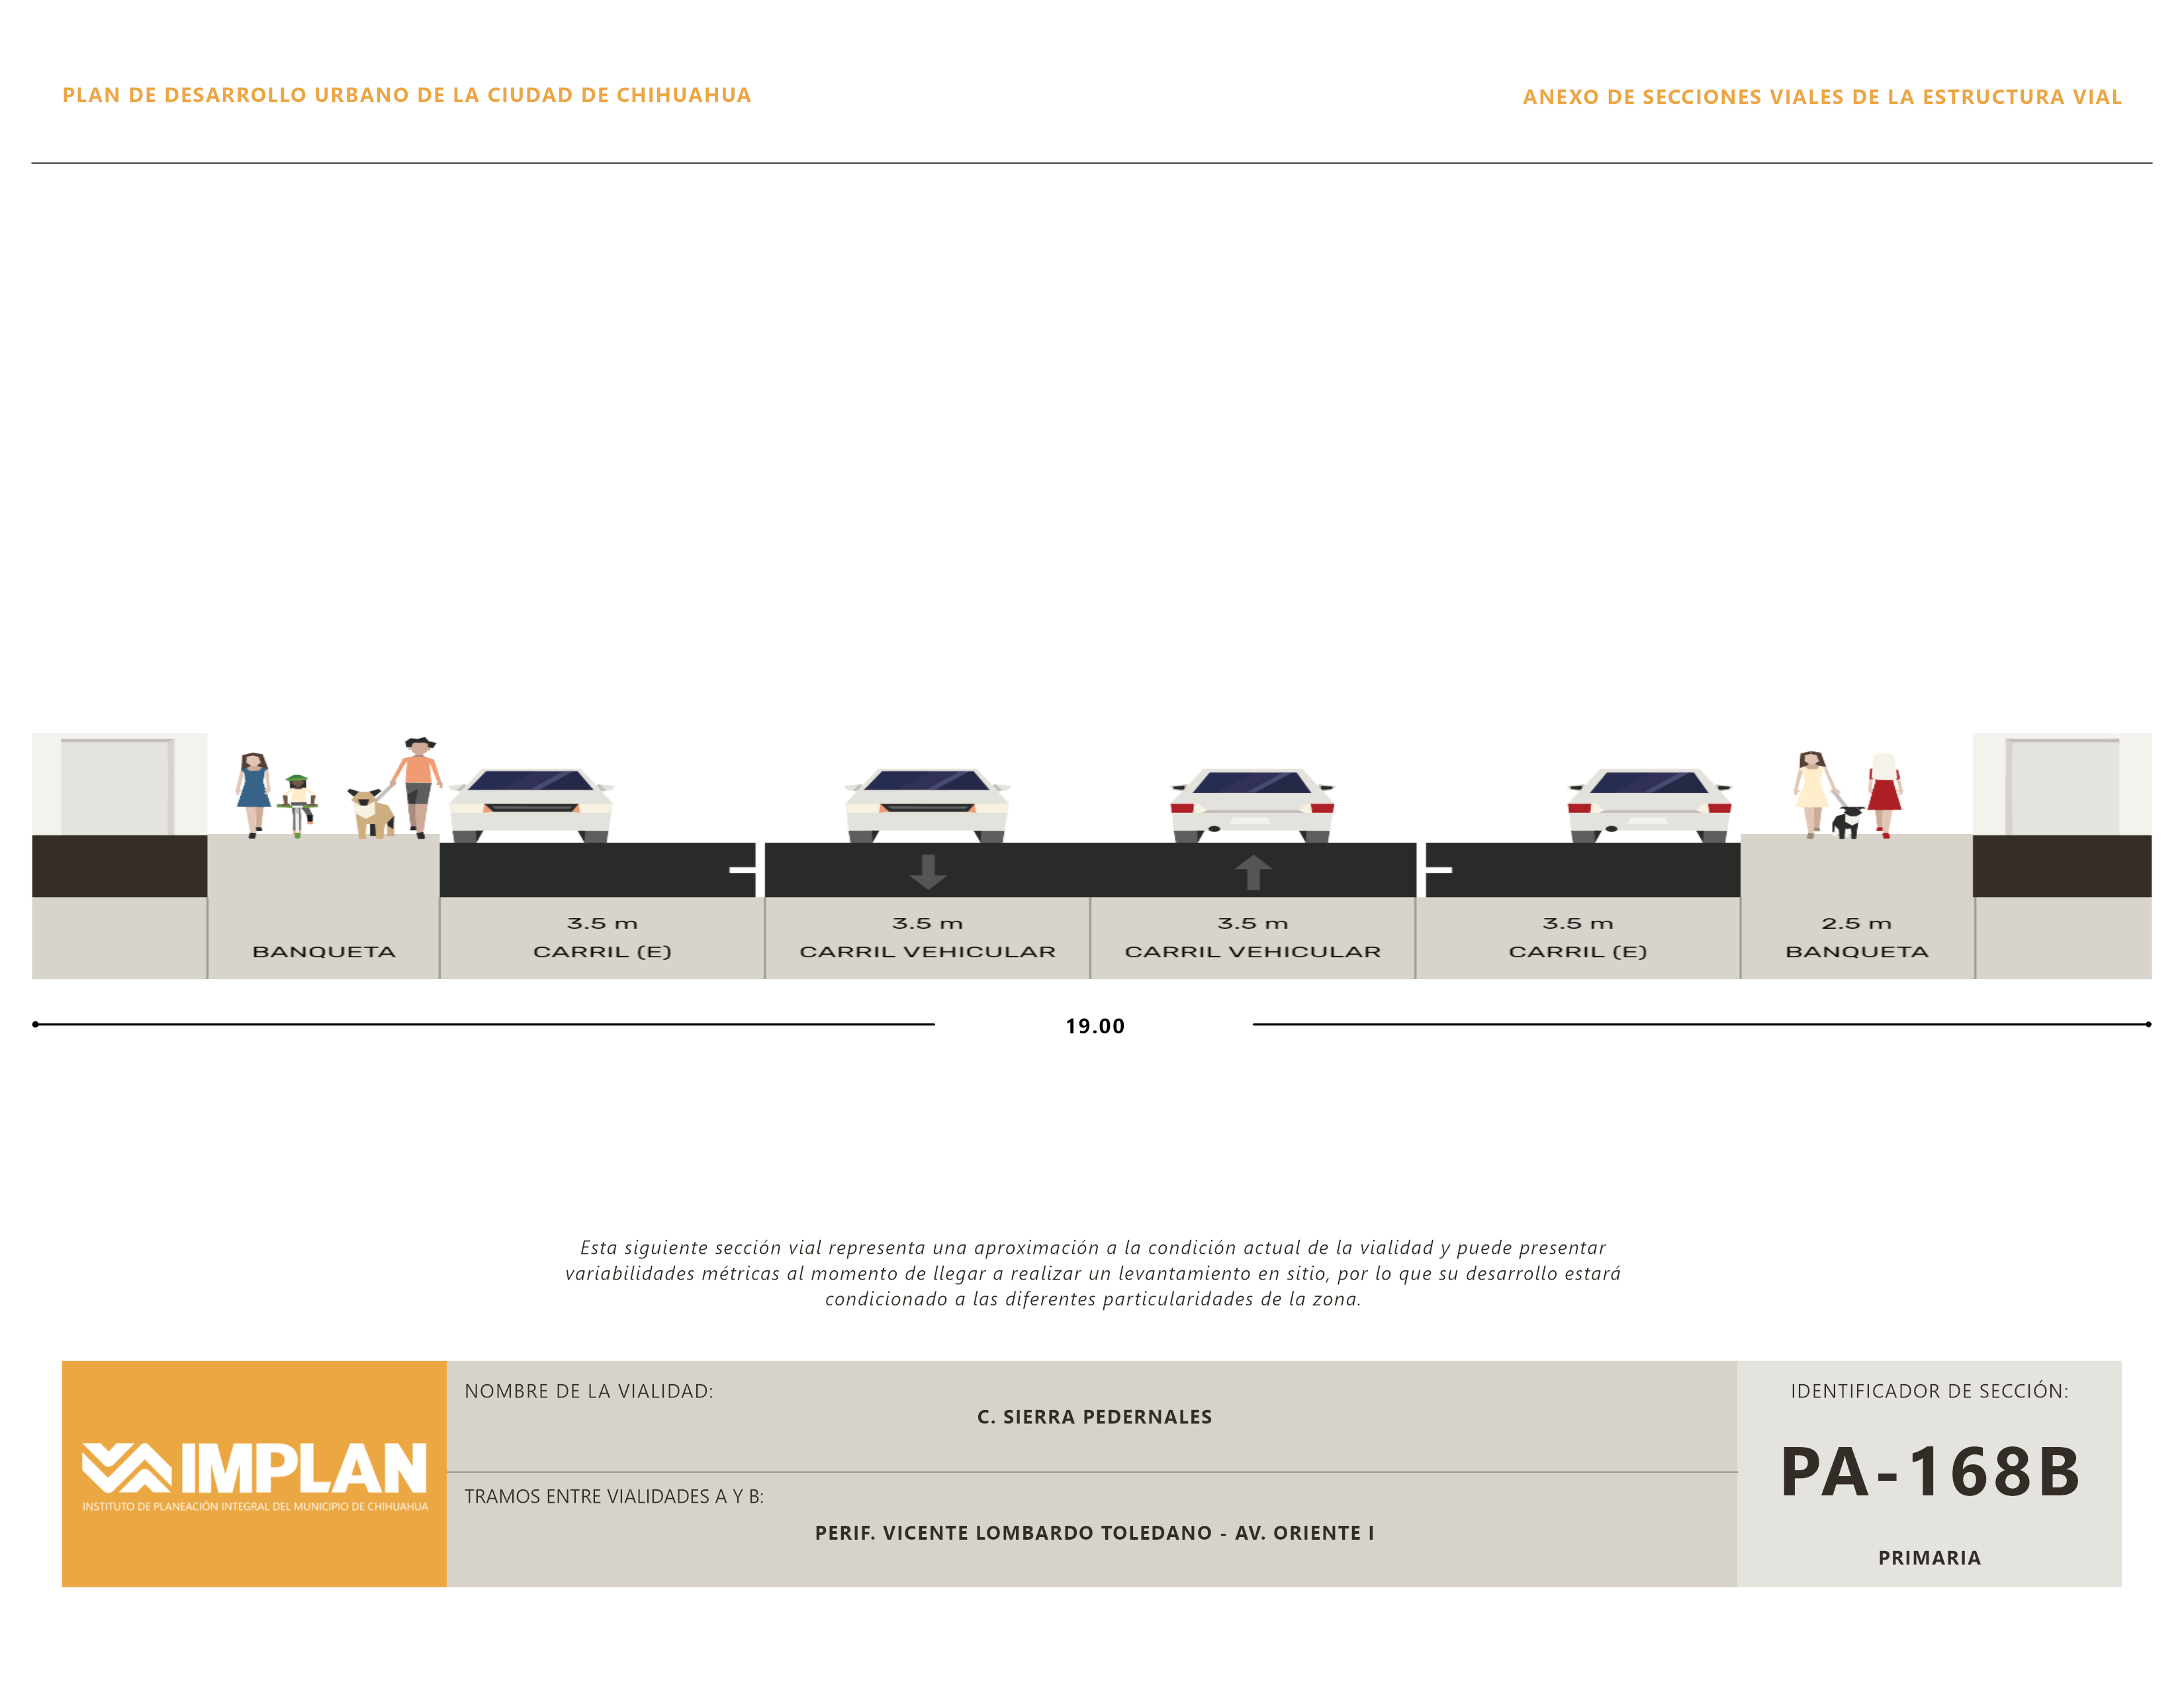 PLAN DE DESARROLLO URBANO DE LA CIUDAD DE CHIHUAHUA
ANEXO DE SECCIONES VIALES DE LA ESTRUCTURA VIAL
3.5 m 3.5 m 3.5 m 3.5 m 2.5 m
BANQUETA CARRIL (E) CARRIL VEHICULAR CARRIL VEHICULAR CARRIL (E) BANQUETA
19.00
Esta siguiente sección vial representa una aproximación a la condición actual de la vialidad y puede presentar
variabilidades métricas al momento de llegar a realizar un levantamiento en sitio, por lo que su desarrollo estará
condicionado a las diferentes particularidades de la zona.
IMPLAN
INSTITUTO DE PLANEACIÓN INTEGRAL DEL MUNICIPIO DE CHIHUAHUA
NOMBRE DE LA VIALIDAD:
C. SIERRA PEDERNALES
TRAMOS ENTRE VIALIDADES A Y B:
PERIF. VICENTE LOMBARDO TOLEDANO - AV. ORIENTE I
IDENTIFICADOR DE SECCIÓN:
PA-168B
PRIMARIA